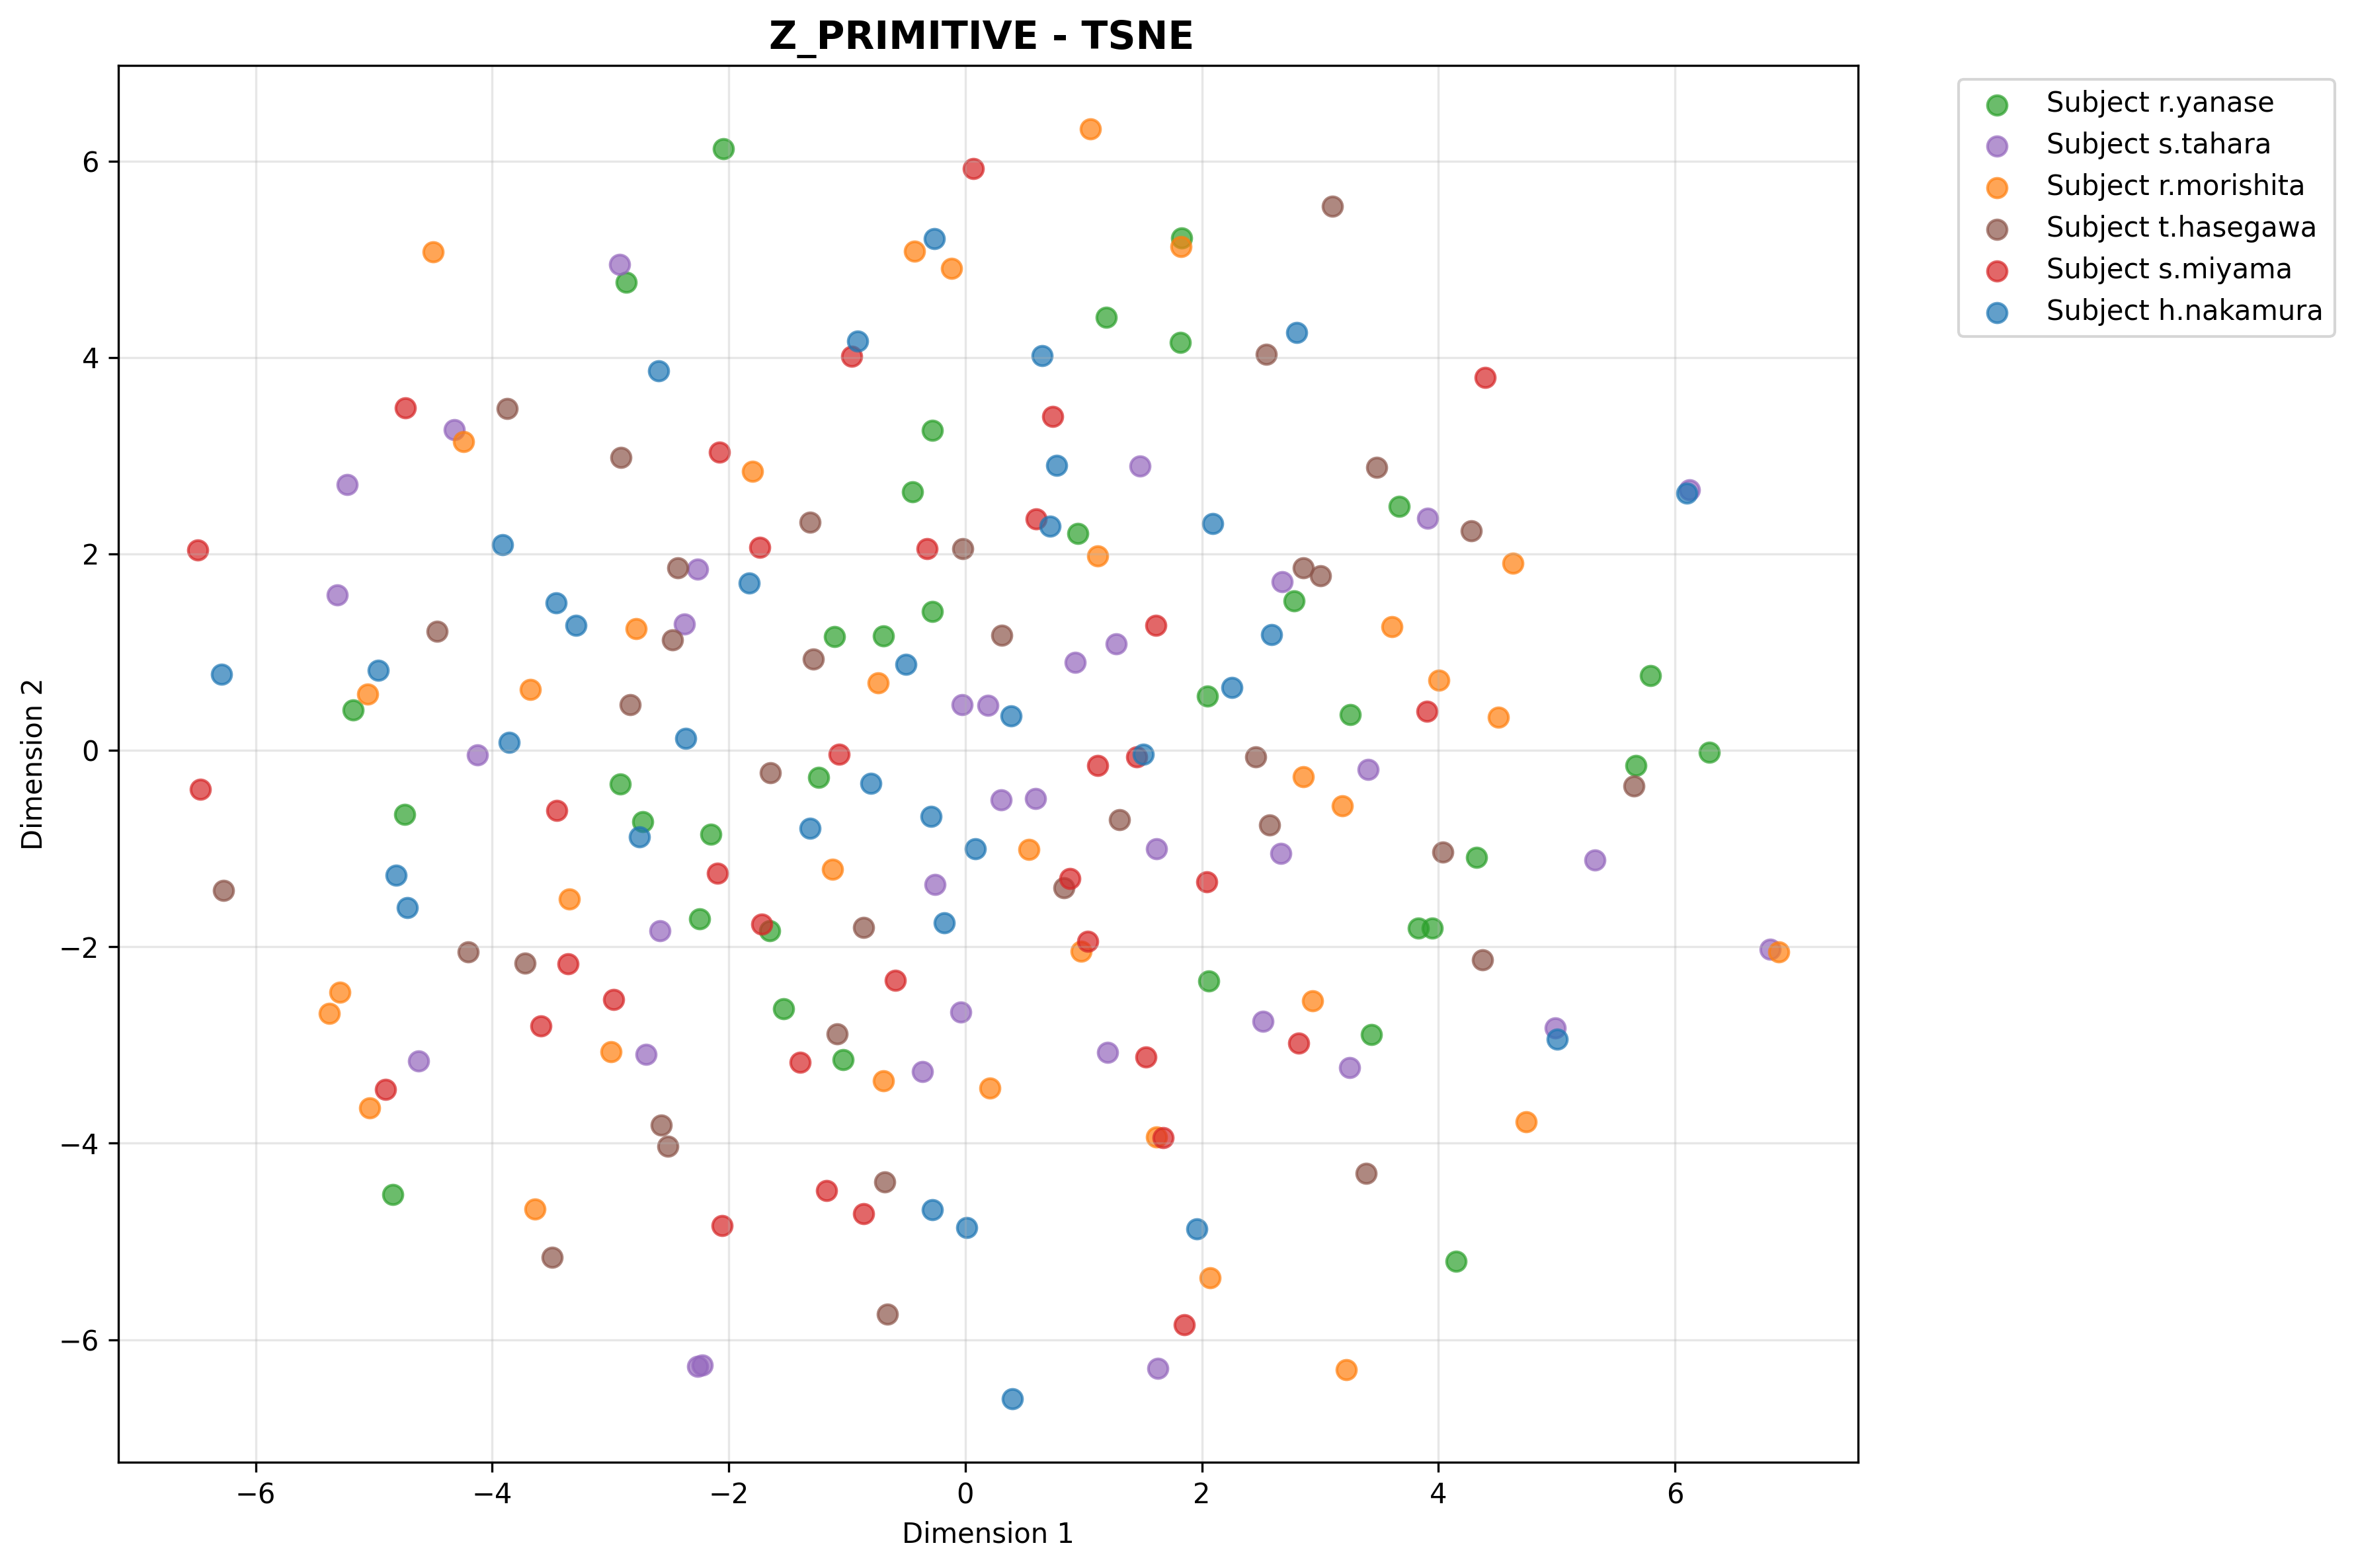 Z_PRIMITIVE - TSNE
Subject r.yanase
Subject s.tahara
Subject r.morishita
Subject t.hasegawa
Subject s.miyama
Subject h.nakamura
Dimension 2
6
4
2
0
−2
−4
−6
−6
−4
−2
0
2
4
6
Dimension 1